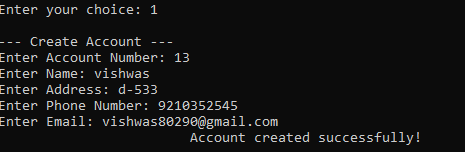 Enter your choice: 1
--- Create Account ---
Enter Account Number: 13
Enter Name: vishwas
Enter Address: d-533
Enter Phone Number: 9210352545
Enter Email: vishwas80290@gmail.com
Account created successfully!